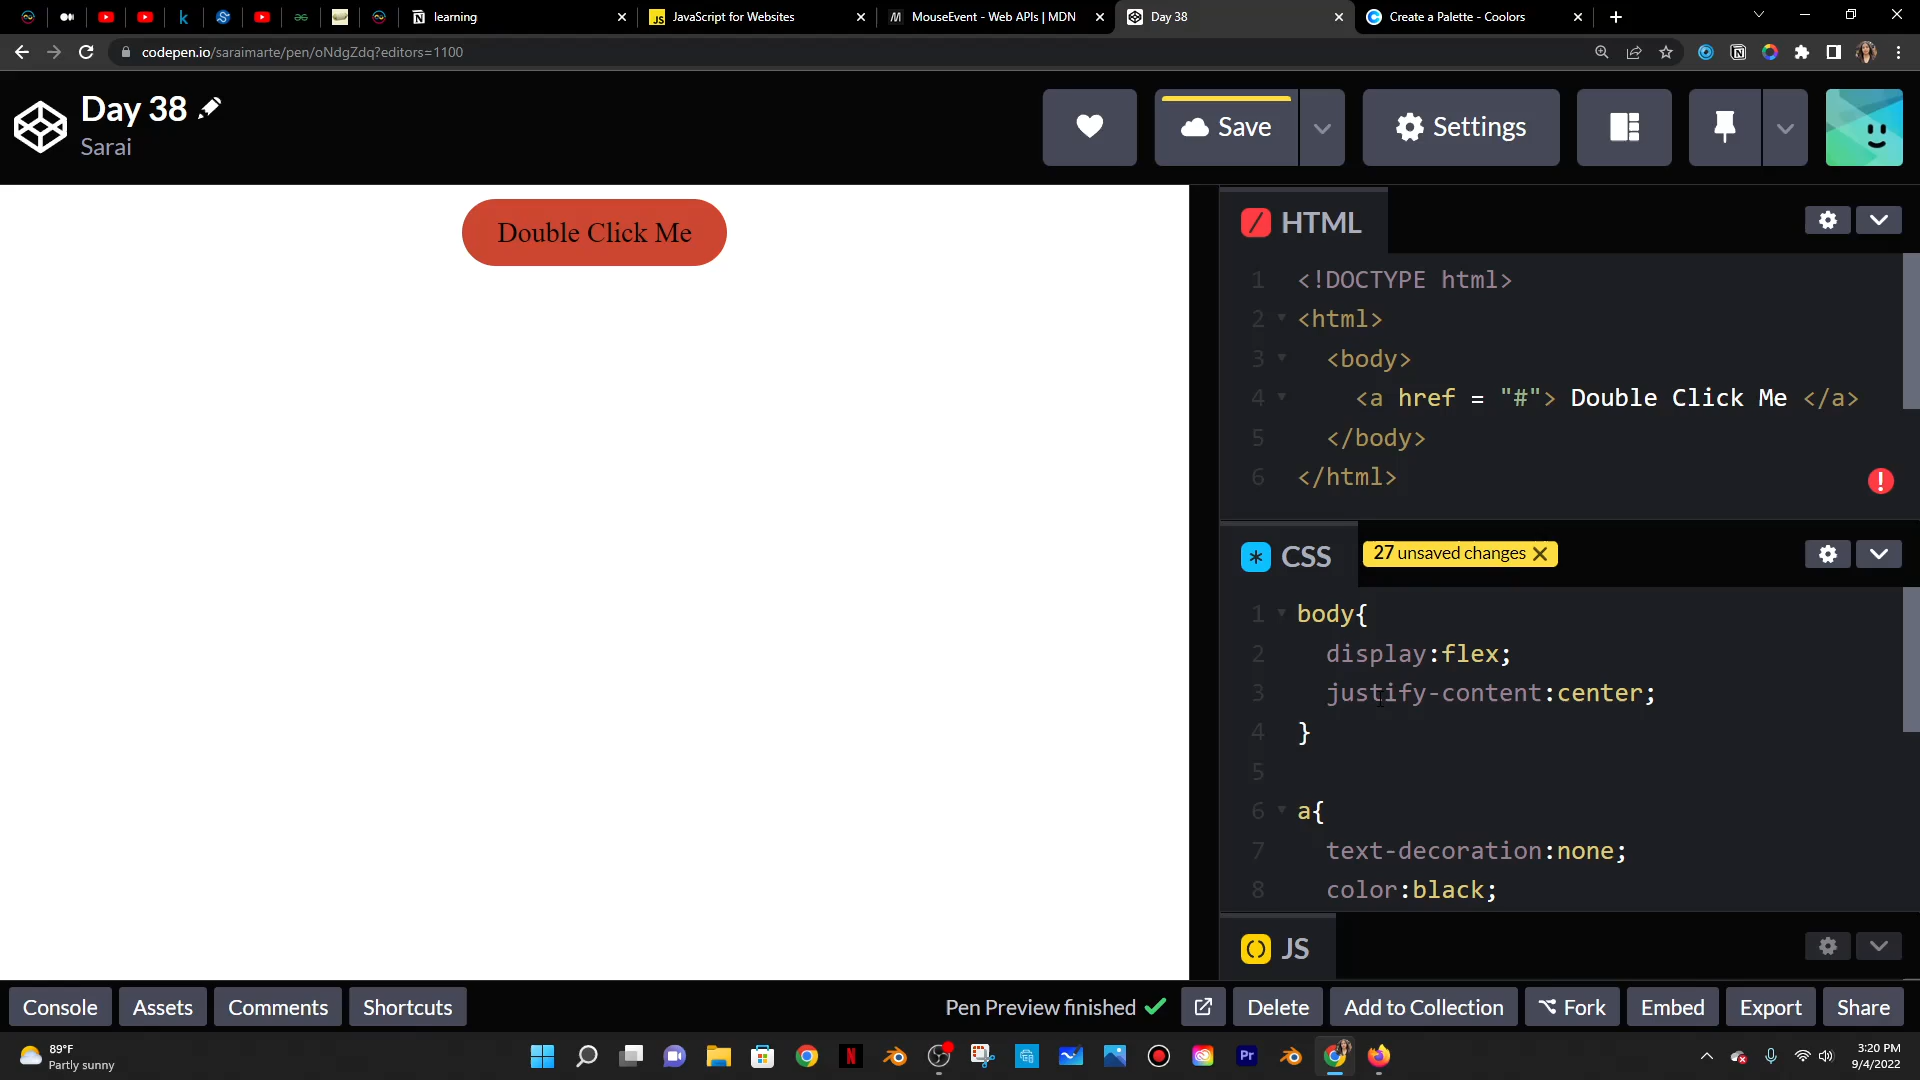 learning
JavaScript for Websites
MouseEvent - Web APIs | MDN
Day 38
Create a Palette - Coolors
codepen.io/saraimarte/pen/oNdgZdq?editors=1100
Day 38
Sarai
Save
Settings
Double Click Me
HTML
1 <!DOCTYPE html>
2 <html>
3 <body>
4 <a href = "#"> Double Click Me </a>
5 </body>
6 </html>
CSS
27 unsaved changes
1 body{
2 display:flex;
3 justify-content:center;
4 }
5
6 a{
7 text-decoration:none;
8 color:black;
JS
Console
Assets
Comments
Shortcuts
Pen Preview finished
Delete
Add to Collection
Fork
Embed
Export
Share
89°F
Partly sunny
3:20 PM
9/4/2022